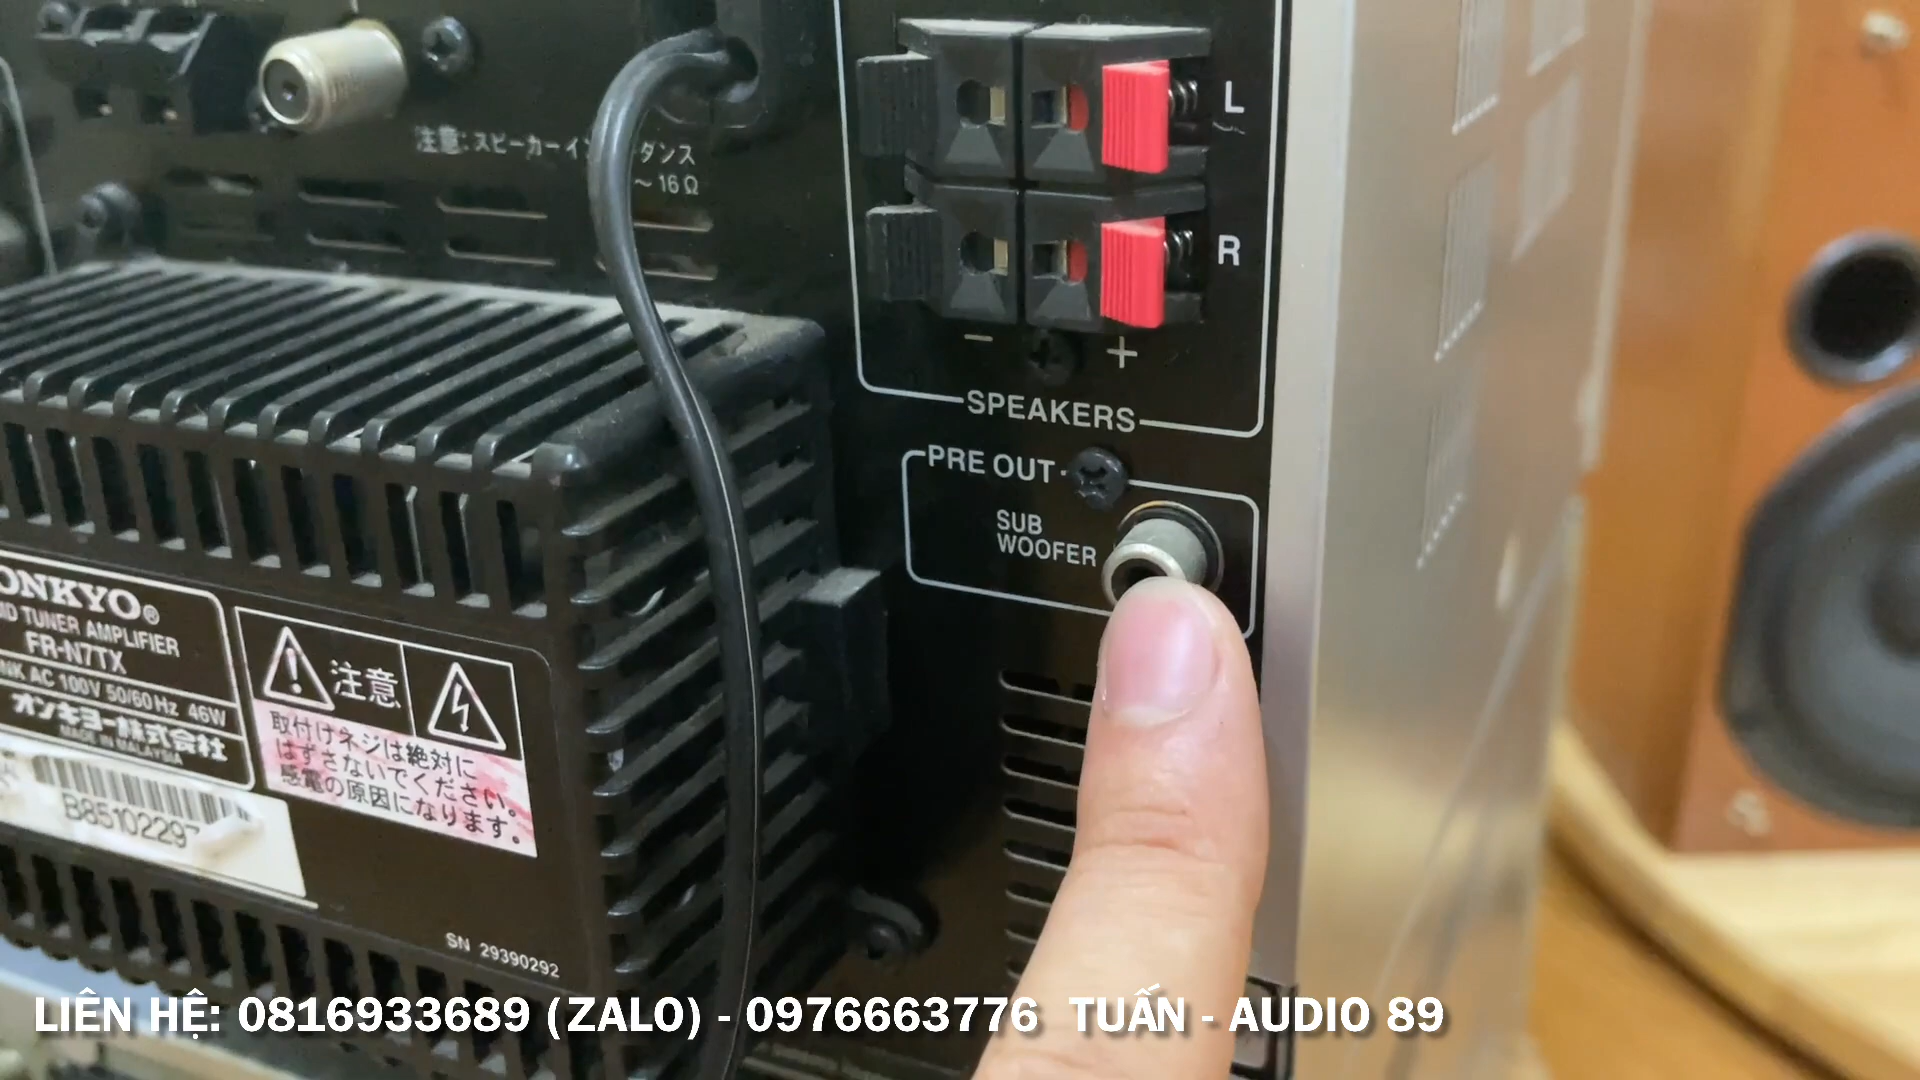 注意:スピーカーイ ダンス
～16Ω
L
R
− +
SPEAKERS
PRE OUT
SUB
WOOFER
ONKYO®
MD TUNER AMPLIFIER
FR-N7TX
AC 100V 50/60Hz 46W
オンキヨー株式会社
MADE IN MALAYSIA
B85102297
注意
取付けネジは絶対に
はずさないでください。
感電の原因になります。
SN 29390292
LIÊN HỆ: 0816933689 (ZALO) - 0976663776 TUẤN - AUDIO 89